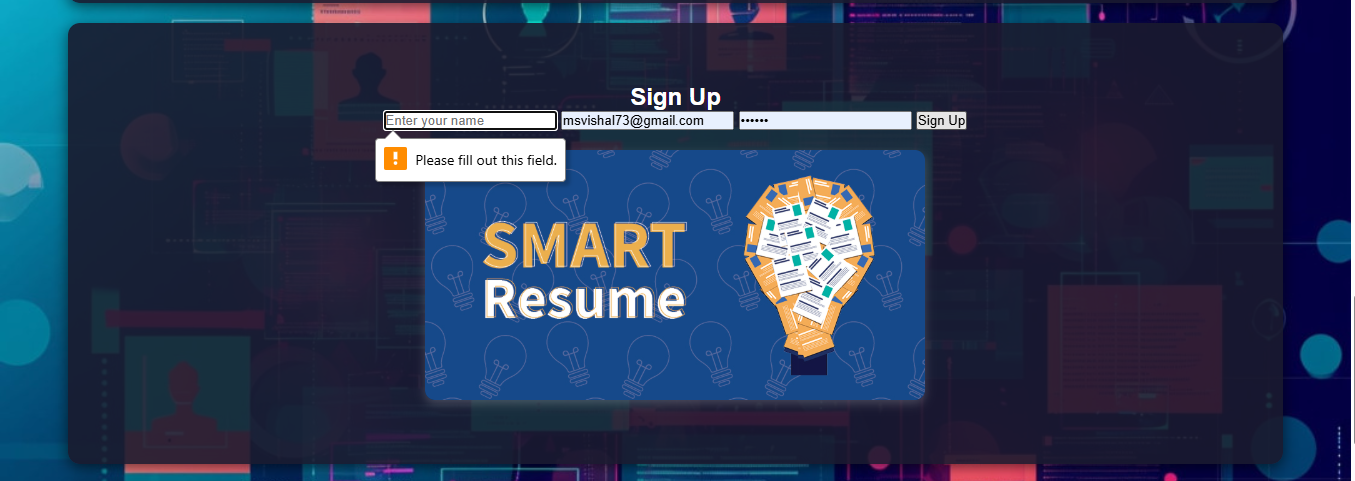 Sign Up
Enter your name msvishal73@gmail.com •••••• Sign Up
Please fill out this field.
SMART
Resume